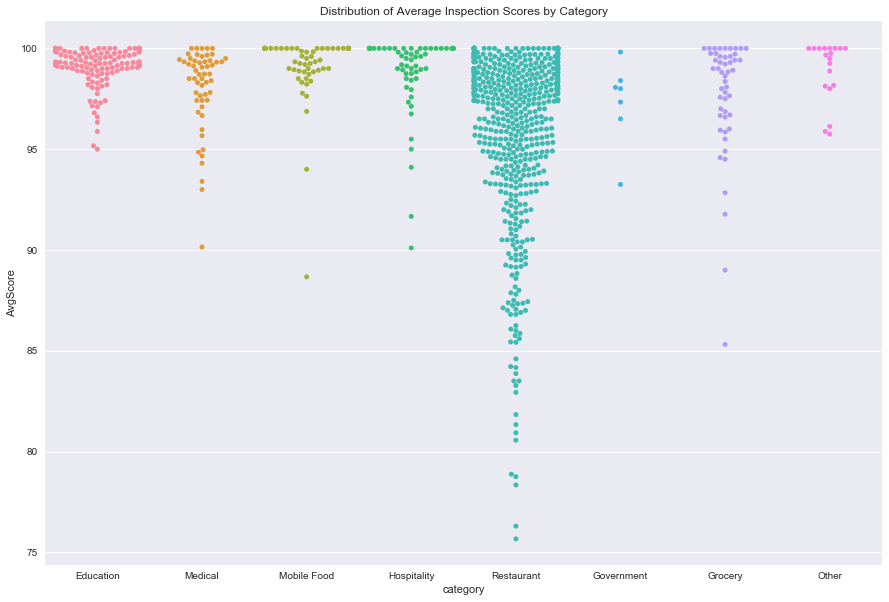 Distribution of Average Inspection Scores by Category
AvgScore
100
95
90
85
80
75
Education Medical Mobile Food Hospitality Restaurant Government Grocery Other
category